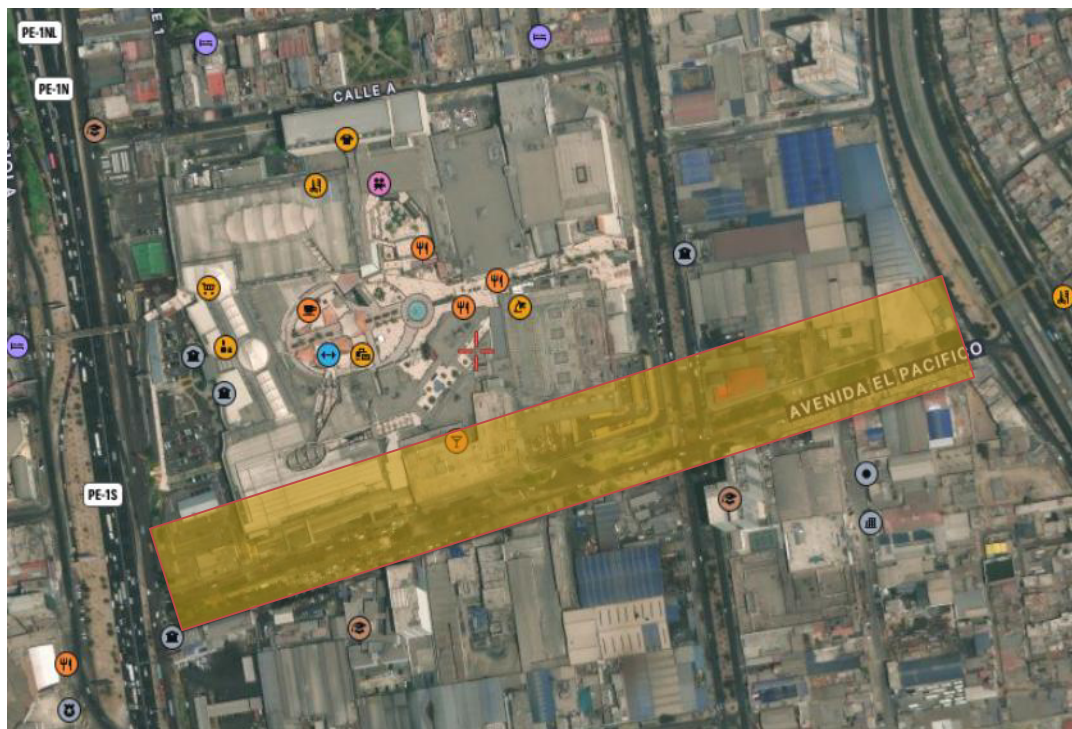 PE-1NL
PE-1N
CALLE A
PE-1S
AVENIDA EL PACIFICO